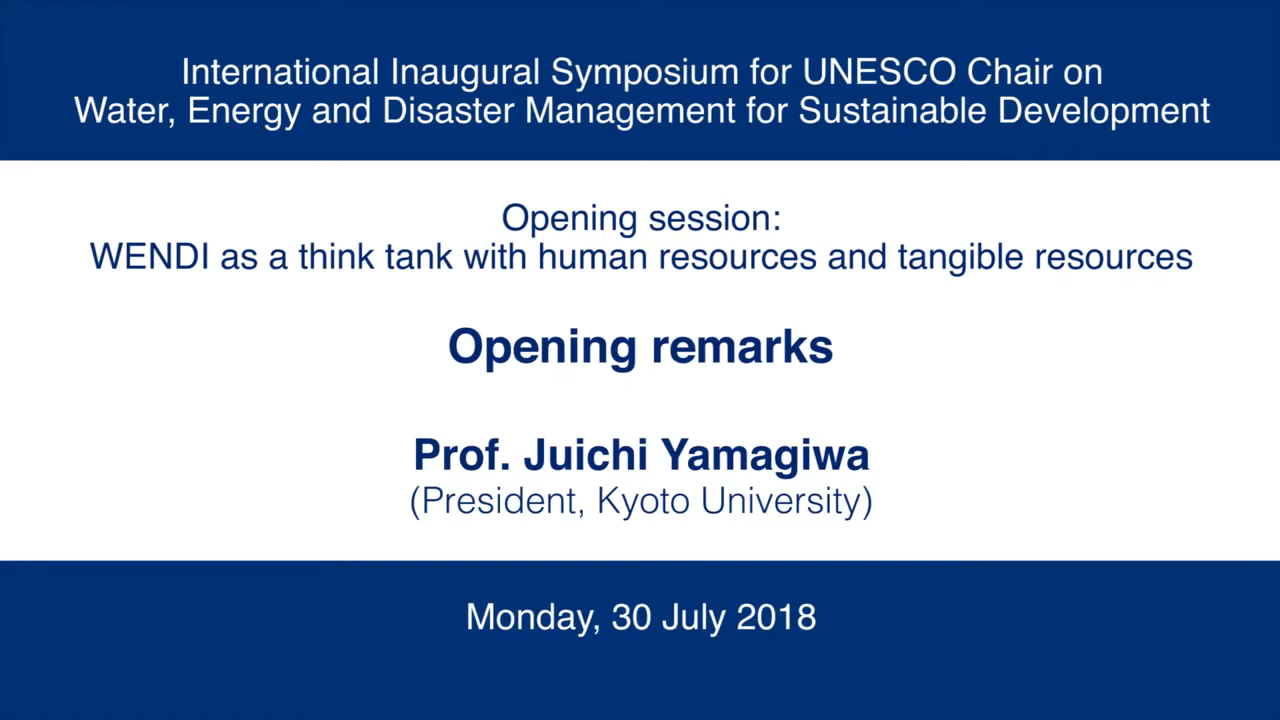 International Inaugural Symposium for UNESCO Chair on
Water, Energy and Disaster Management for Sustainable Development
Opening session:
WENDI as a think tank with human resources and tangible resources
Opening remarks
Prof. Juichi Yamagiwa
(President, Kyoto University)
Monday, 30 July 2018